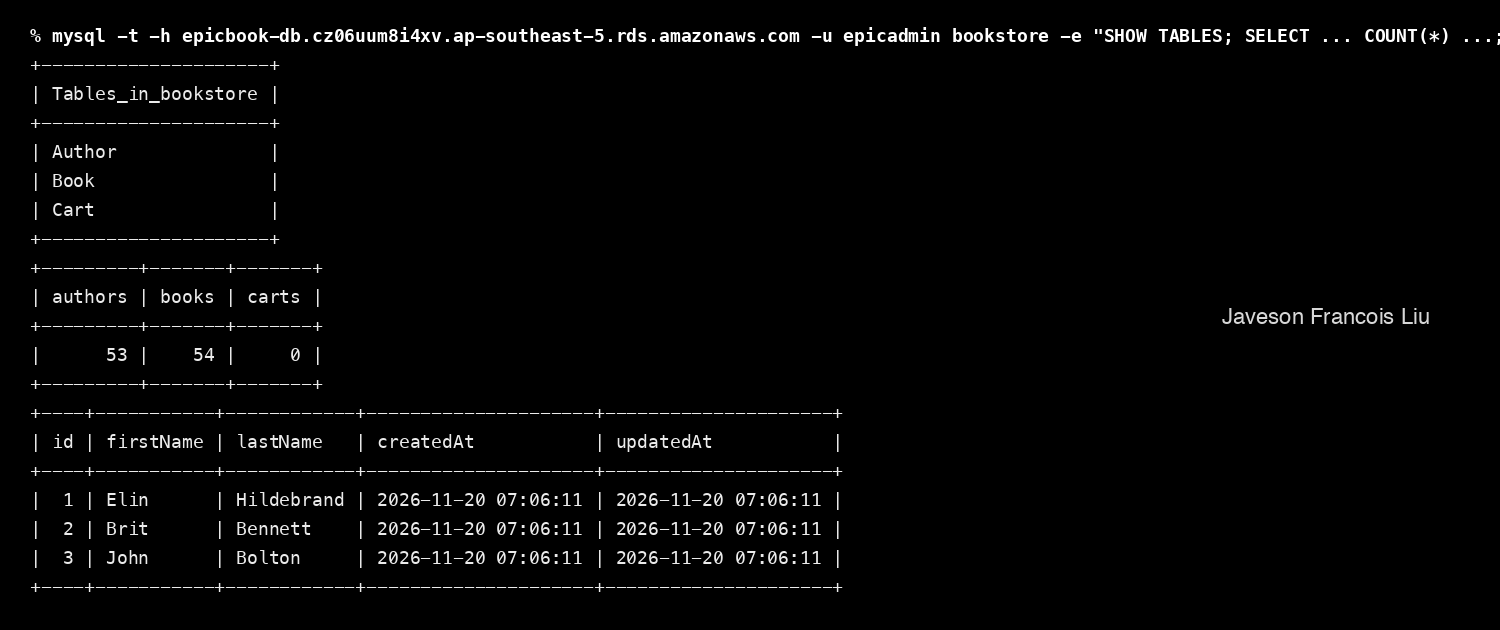 % mysql -t -h epicbook-db.cz06uum8i4xv.ap-southeast-5.rds.amazonaws.com -u epicadmin bookstore -e "SHOW TABLES; SELECT ... COUNT(*) ...;
+---------------------+
| Tables_in_bookstore |
+---------------------+
| Author              |
| Book                |
| Cart                |
+---------------------+
+---------+-------+-------+
| authors | books | carts |
+---------+-------+-------+
|      53 |    54 |     0 |
+---------+-------+-------+
+----+-----------+------------+---------------------+---------------------+
| id | firstName | lastName   | createdAt           | updatedAt           |
+----+-----------+------------+---------------------+---------------------+
|  1 | Elin      | Hildebrand | 2026-11-20 07:06:11 | 2026-11-20 07:06:11 |
|  2 | Brit      | Bennett    | 2026-11-20 07:06:11 | 2026-11-20 07:06:11 |
|  3 | John      | Bolton     | 2026-11-20 07:06:11 | 2026-11-20 07:06:11 |
+----+-----------+------------+---------------------+---------------------+
Javeson Francois Liu